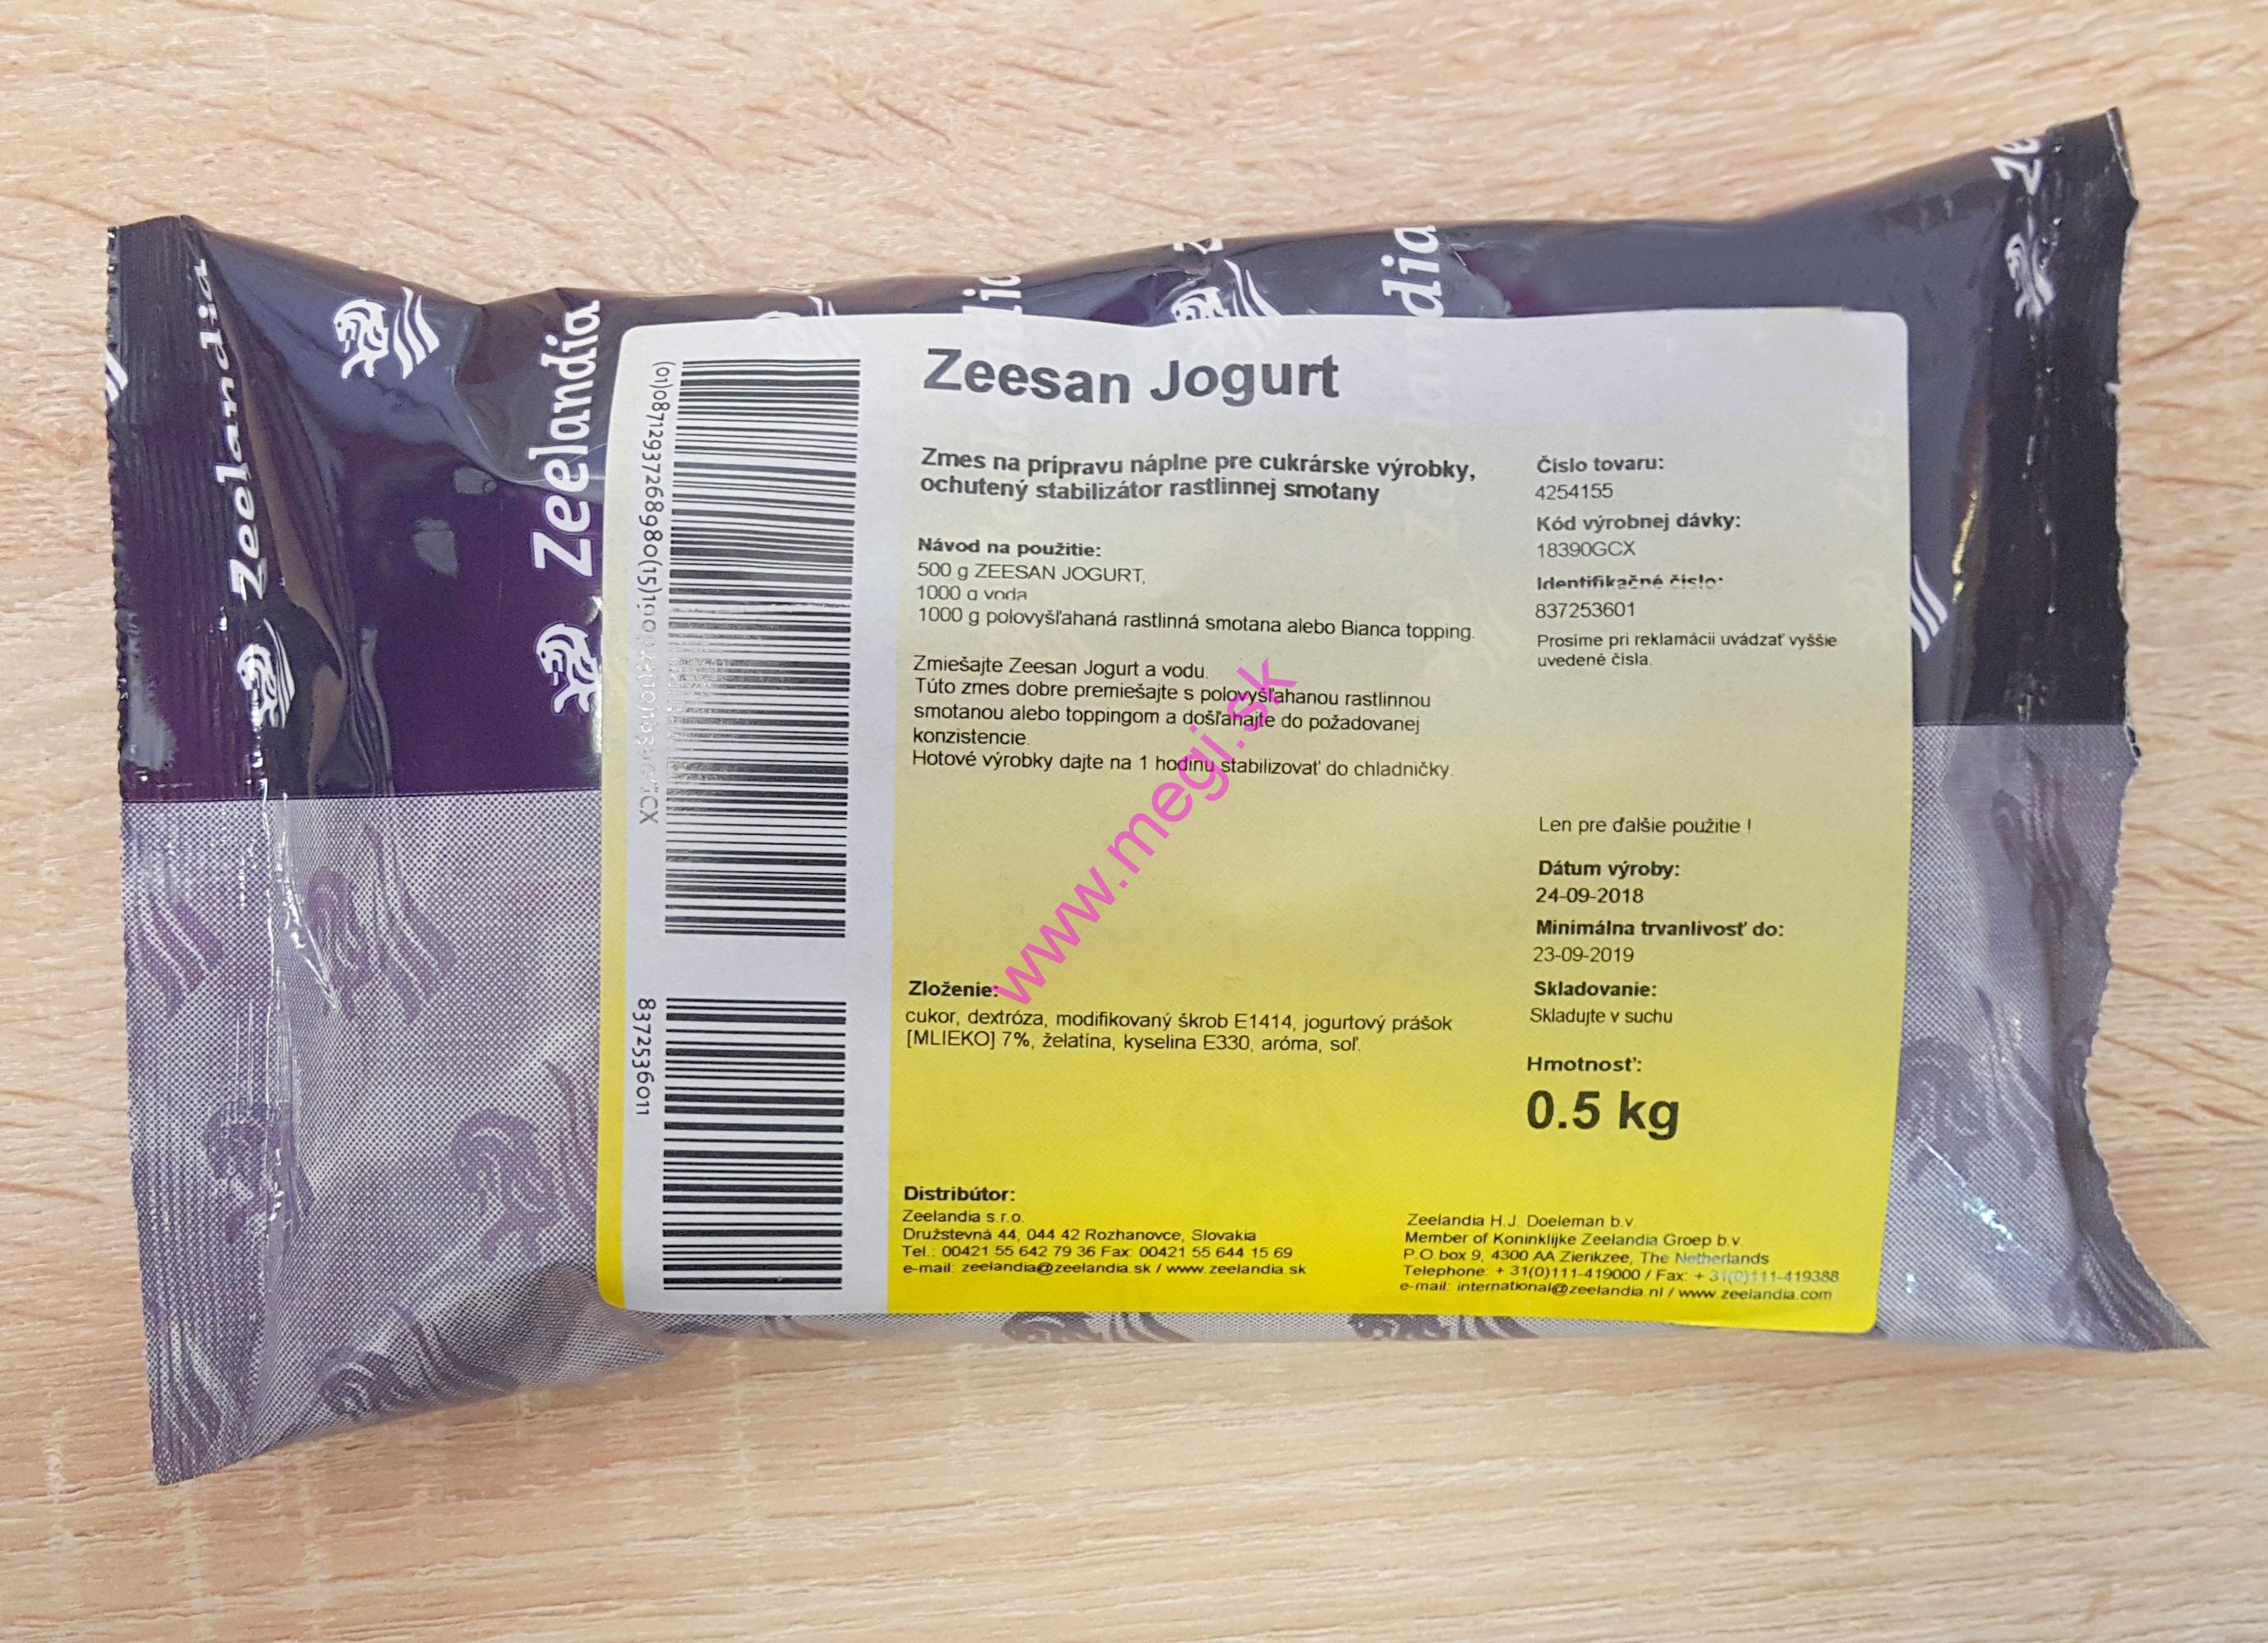 Zeelandia
Zeelandia
dia
Zeesan Jogurt
Zmes na prípravu náplne pre cukrárske výrobky,
ochutený stabilizátor rastlinnej smotany
Návod na použitie:
500 g ZEESAN JOGURT,
1000 g voda
1000 g polovyšľahaná rastlinná smotana alebo Bianca topping.
Zmiešajte Zeesan Jogurt a vodu.
Túto zmes dobre premiešajte s polovyšľahanou rastlinnou
smotanou alebo toppingom a došľahajte do požadovanej
konzistencie.
Hotové výrobky dajte na 1 hodinu stabilizovať do chladničky.
Zloženie:
cukor, dextróza, modifikovaný škrob E1414, jogurtový prášok
[MLIEKO] 7%, želatína, kyselina E330, aróma, soľ.
Číslo tovaru:
4254155
Kód výrobnej dávky:
18390GCX
Identifikačné číslo:
837253601
Prosíme pri reklamácii uvádzať vyššie
uvedené čísla.
Len pre ďalšie použitie !
Dátum výroby:
24-09-2018
Minimálna trvanlivosť do:
23-09-2019
Skladovanie:
Skladujte v suchu
Hmotnosť:
0.5 kg
Distribútor:
Zeelandia s.r.o.
Družstevná 44, 044 42 Rozhanovce, Slovakia
Tel.: 00421 55 642 79 36 Fax: 00421 55 644 15 69
e-mail: zeelandia@zeelandia.sk / www.zeelandia.sk
Zeelandia H.J. Doeleman b.v.
Member of Koninklijke Zeelandia Groep b.v.
P.O.box 9, 4300 AA Zierikzee, The Netherlands
Telephone: + 31(0)111-419000 / Fax: + 31(0)111-419388
e-mail: international@zeelandia.nl / www.zeelandia.com
8372536011
www.megi.sk